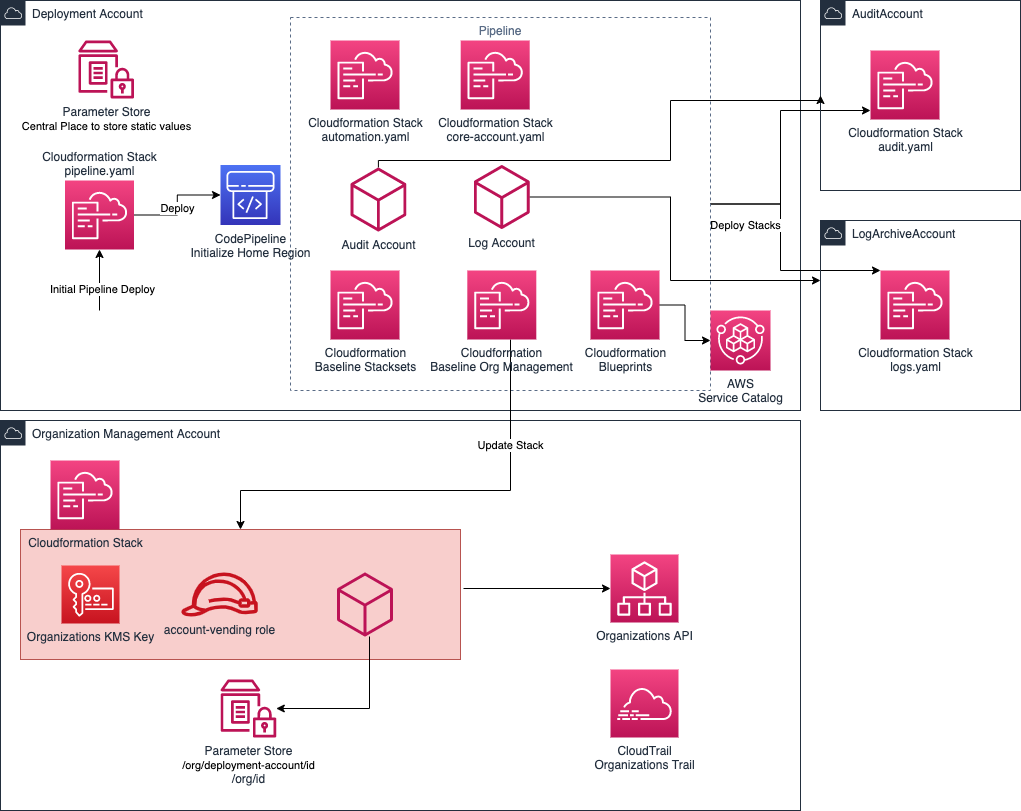 Deployment Account
Parameter Store
Central Place to store static values
Cloudformation Stack
pipeline.yaml
Deploy
CodePipeline
Initialize Home Region
Initial Pipeline Deploy
Pipeline
Cloudformation Stack
automation.yaml
Cloudformation Stack
core-account.yaml
Audit Account
Log Account
Cloudformation
Baseline Stacksets
Cloudformation
Baseline Org Management
Cloudformation
Blueprints
AWS
Service Catalog
Deploy Stacks
AuditAccount
Cloudformation Stack
audit.yaml
LogArchiveAccount
Cloudformation Stack
logs.yaml
Organization Management Account
Update Stack
Cloudformation Stack
Organizations KMS Key
account-vending role
Organizations API
Parameter Store
/org/deployment-account/id
/org/id
CloudTrail
Organizations Trail